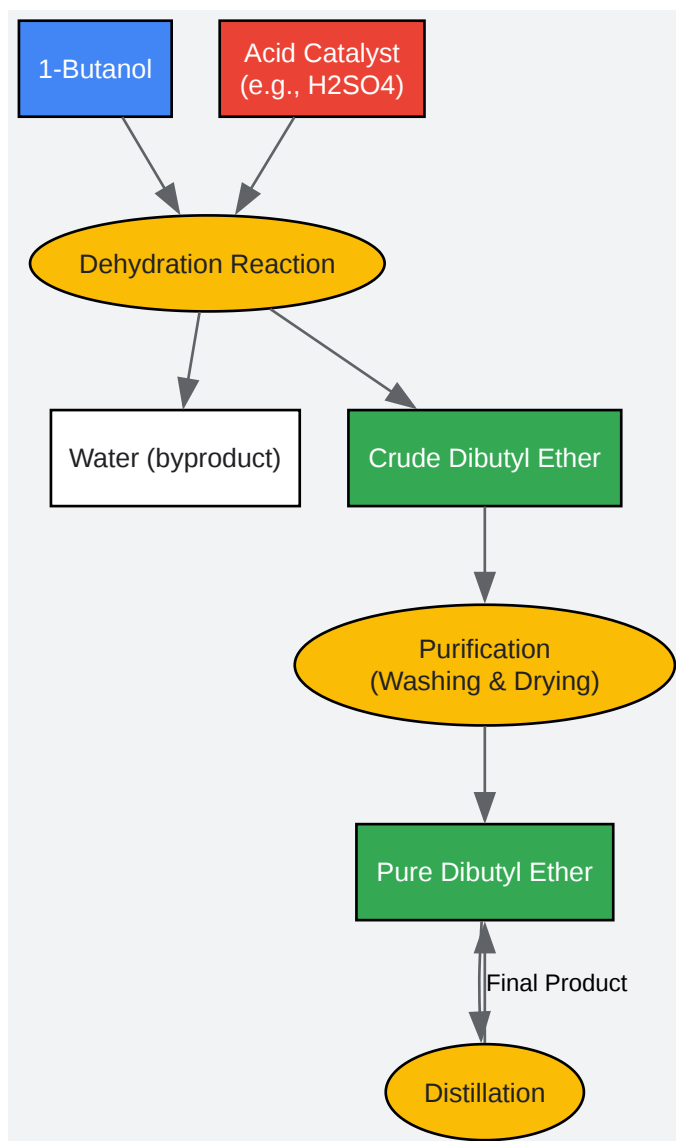 1-Butanol
Acid Catalyst
(e.g., H2SO4)
Dehydration Reaction
Water (byproduct)
Crude Dibutyl Ether
Purification
(Washing & Drying)
Pure Dibutyl Ether
Final Product
Distillation